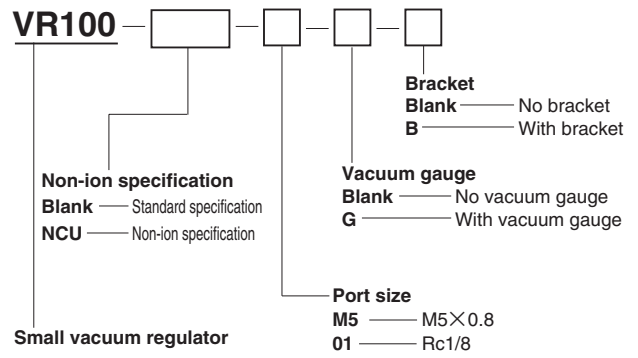 VR100
Bracket
Blank No bracket
B With bracket
Non-ion specification
Blank Standard specification
NCU Non-ion specification
Vacuum gauge
Blank No vacuum gauge
G With vacuum gauge
Port size
M5 M5×0.8
01 Rc1/8
Small vacuum regulator